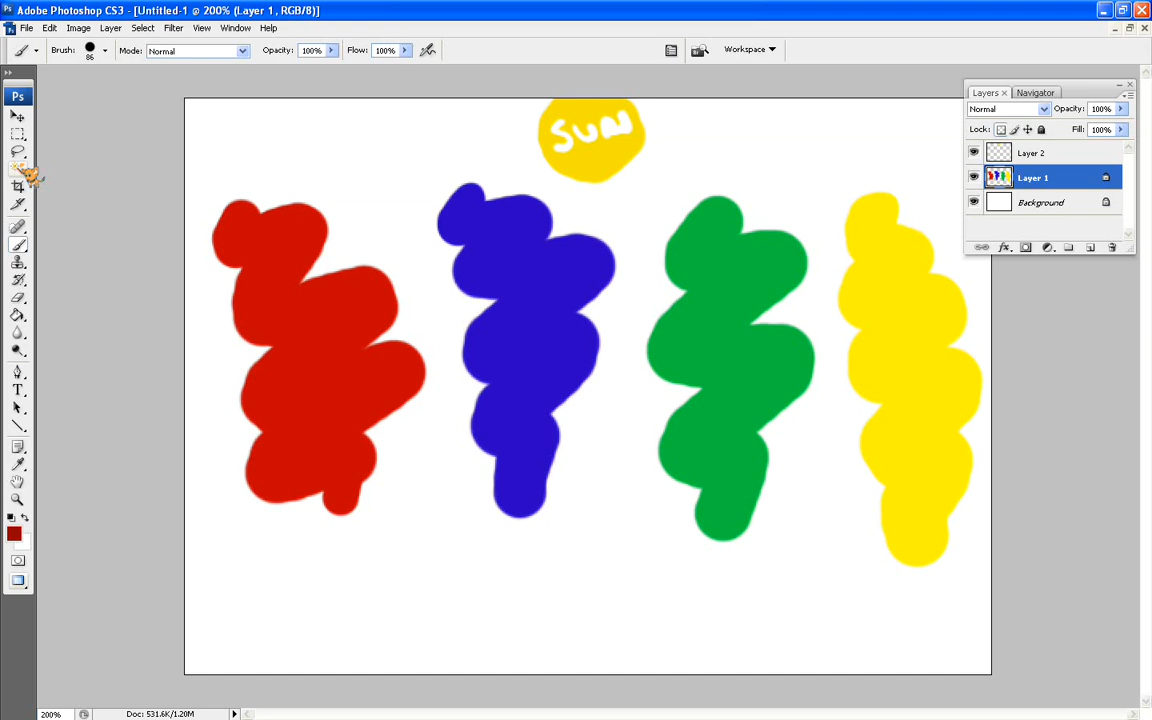 Adobe Photoshop CS3 - [Untitled-1 @ 200% (Layer 1, RGB/8)]
File Edit Image Layer Select Filter View Window Help
Brush: 86 Mode: Normal Opacity: 100% Flow: 100% Workspace
Ps
SUN
Layers × Navigator
Normal Opacity: 100%
Lock: Fill: 100%
Layer 2
Layer 1
Background
T
200% Doc: 531.6K/1.20M